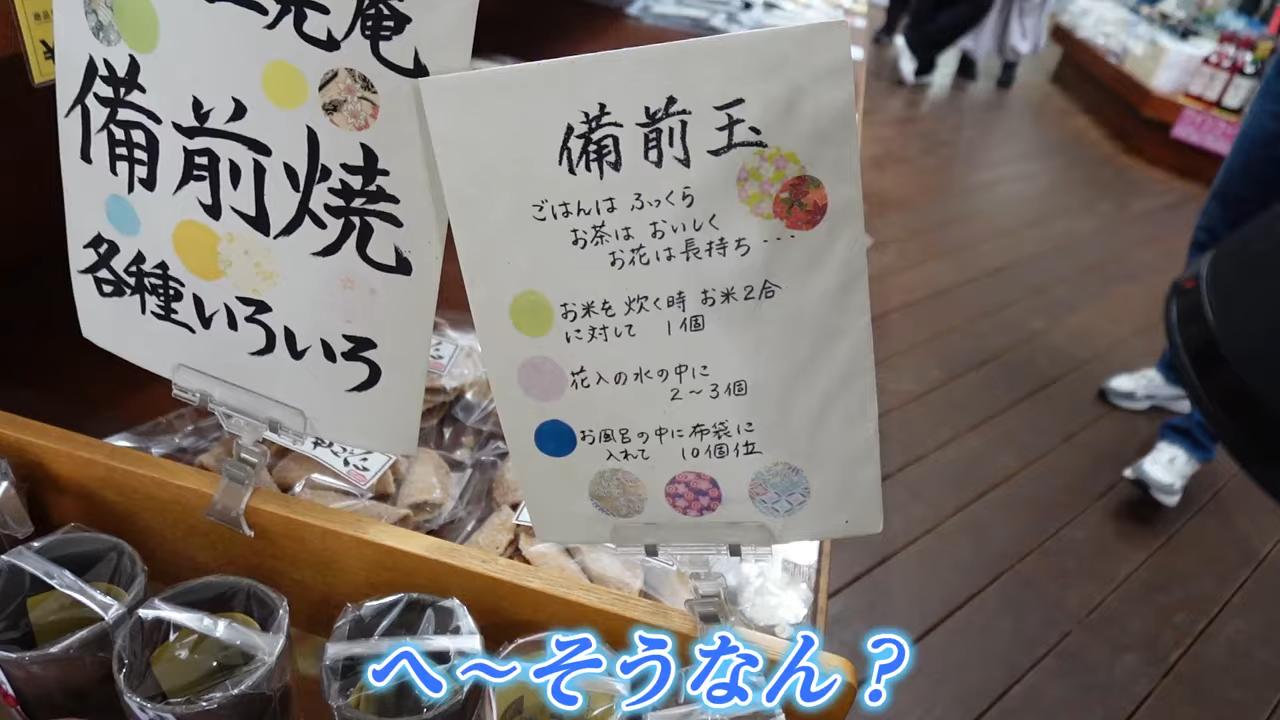 庵
備前焼
各種いろいろ
備前玉
ごはんは ふっくら
お茶は おいしく
お花は長持ち・・・
お米を 炊く時 お米2合
に対して 1個
花入の水の中に
2〜3個
お風呂の中に布袋に
入れて 10個位
へ〜そうなん？